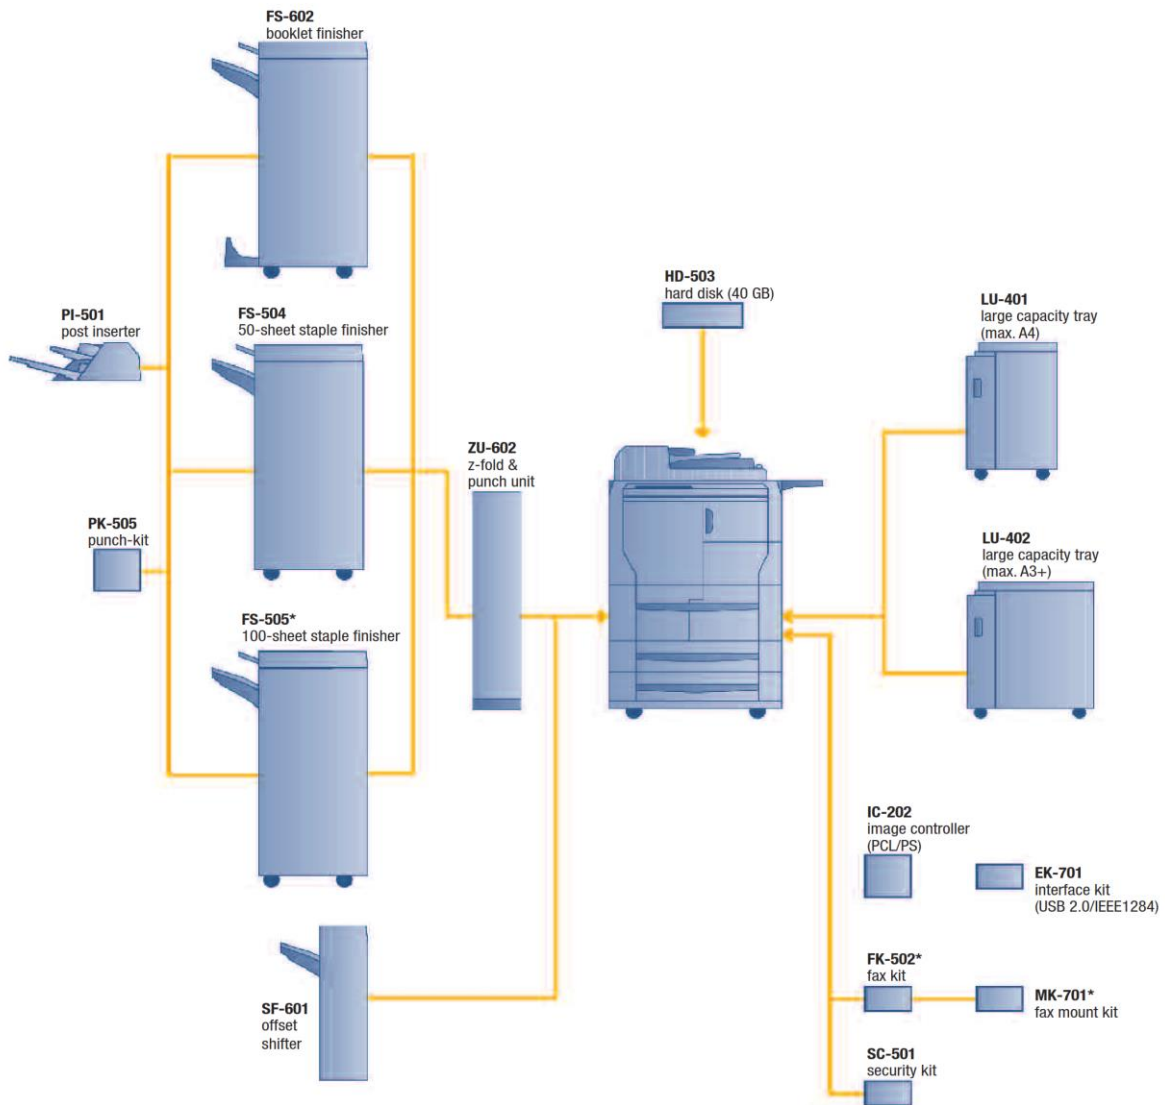 FS-602
booklet finisher
PI-501
post inserter
FS-504
50-sheet staple finisher
PK-505
punch-kit
FS-505*
100-sheet staple finisher
SF-601
offset
shifter
ZU-602
z-fold &
punch unit
HD-503
hard disk (40 GB)
LU-401
large capacity tray
(max. A4)
LU-402
large capacity tray
(max. A3+)
IC-202
image controller
(PCL/PS)
EK-701
interface kit
(USB 2.0/IEEE1284)
FK-502*
fax kit
MK-701*
fax mount kit
SC-501
security kit